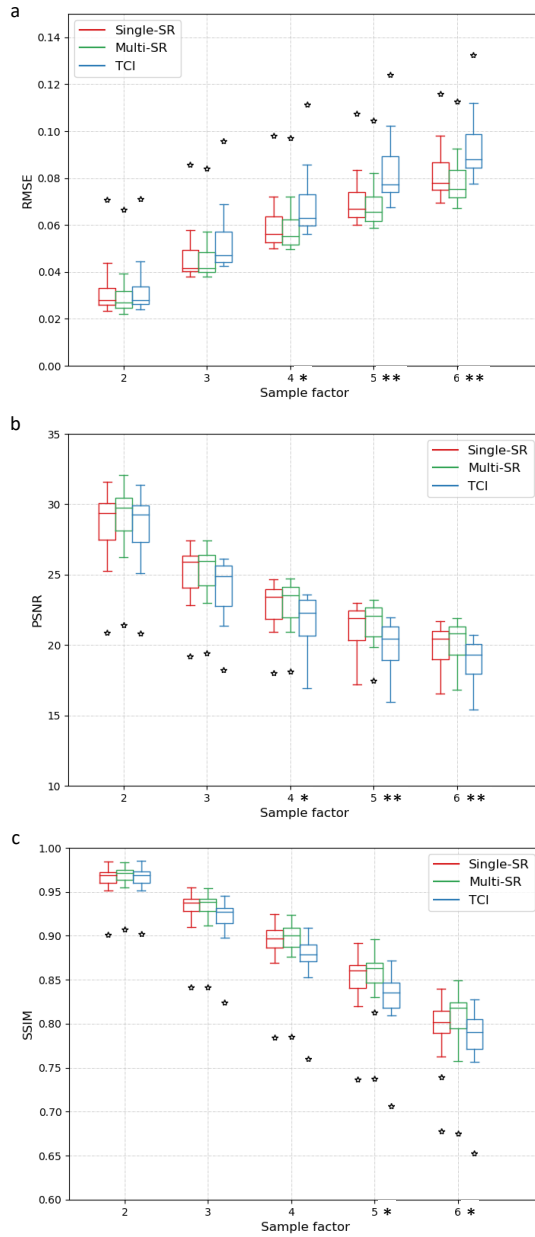 a
0.14
0.12
0.10
0.08
0.06
0.04
0.02
0.00
RMSE
Single-SR
Multi-SR
TCI
2 3 4 * 5 ** 6 **
Sample factor
b
35
30
25
20
15
10
PSNR
Single-SR
Multi-SR
TCI
2 3 4 * 5 ** 6 **
Sample factor
c
1.00
0.95
0.90
0.85
0.80
0.75
0.70
0.65
0.60
SSIM
Single-SR
Multi-SR
TCI
2 3 4 5 * 6 *
Sample factor